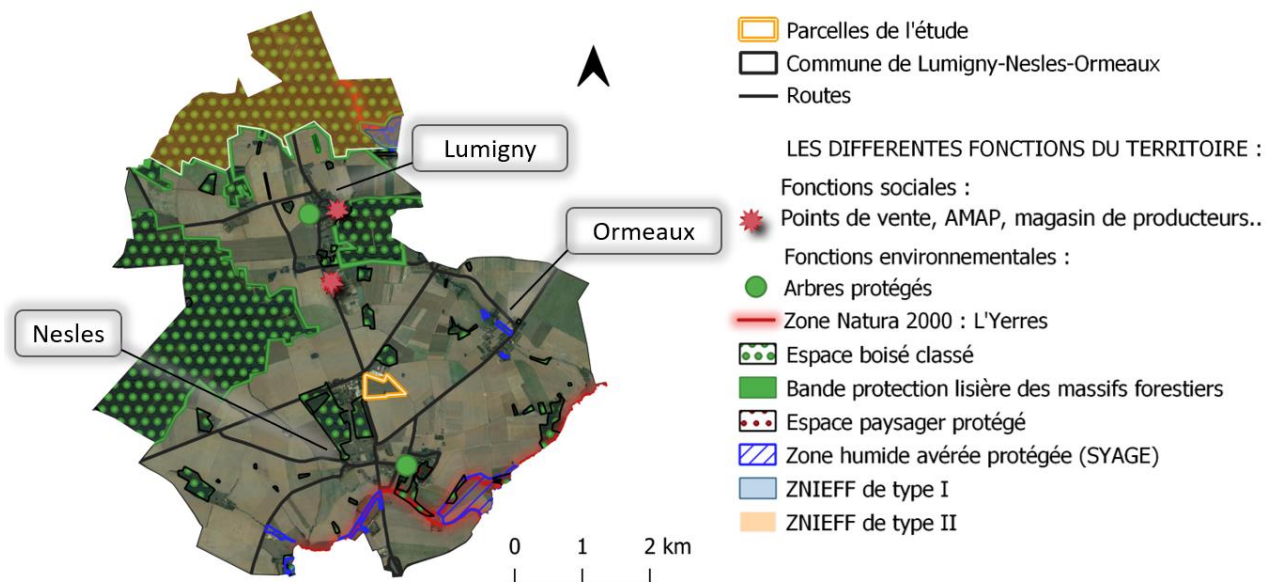 Lumigny
Ormeaux
Nesles
0 1 2 km
Parcelles de l'étude
Commune de Lumigny-Nesles-Ormeaux
Routes
LES DIFFERENTES FONCTIONS DU TERRITOIRE :
Fonctions sociales :
Points de vente, AMAP, magasin de producteurs..
Fonctions environnementales :
Arbres protégés
Zone Natura 2000 : L'Yerres
Espace boisé classé
Bande protection lisière des massifs forestiers
Espace paysager protégé
Zone humide avérée protégée (SYAGE)
ZNIEFF de type I
ZNIEFF de type II